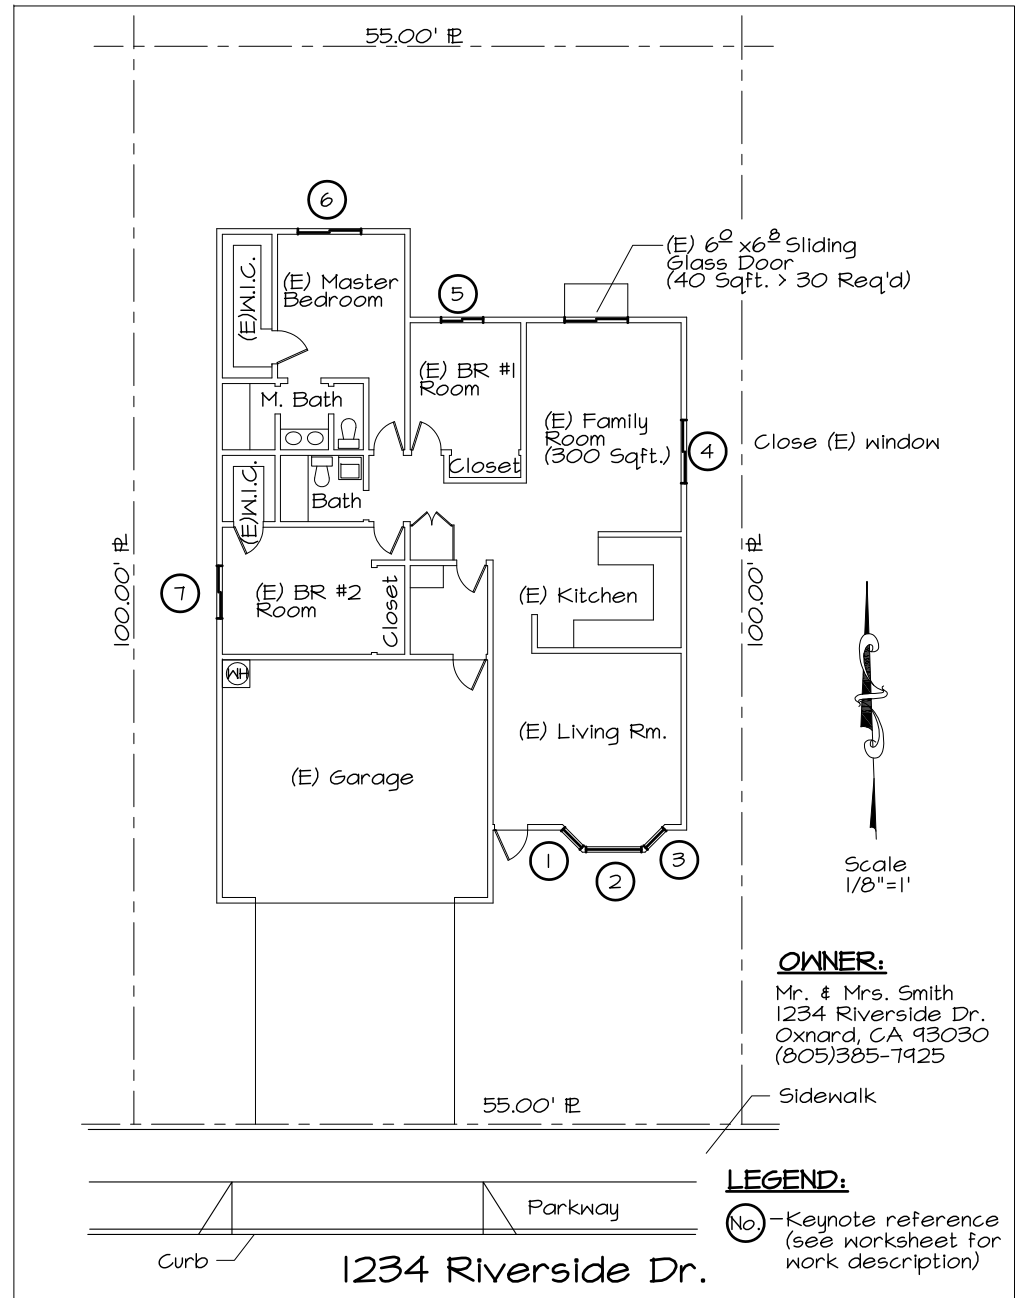 55.00' PL
6
(E) 6⁰ x6⁸ Sliding
Glass Door
(40 Sqft. > 30 Req'd)
(E) Master
Bedroom
(E)W.I.C.
5
(E) BR #1
Room
M. Bath
(E) Family
Room
(300 Sqft.)
4
Close (E) window
Closet
(E)W.I.C.
Bath
100.00' PL
7
(E) BR #2
Room
Closet
(E) Kitchen
100.00' PL
WH
(E) Living Rm.
(E) Garage
1
2
3
Scale
1/8"=1'
OWNER:
Mr. & Mrs. Smith
1234 Riverside Dr.
Oxnard, CA 93030
(805)385-7925
55.00' PL
Sidewalk
LEGEND:
No. - Keynote reference
(see worksheet for
work description)
Parkway
Curb
1234 Riverside Dr.